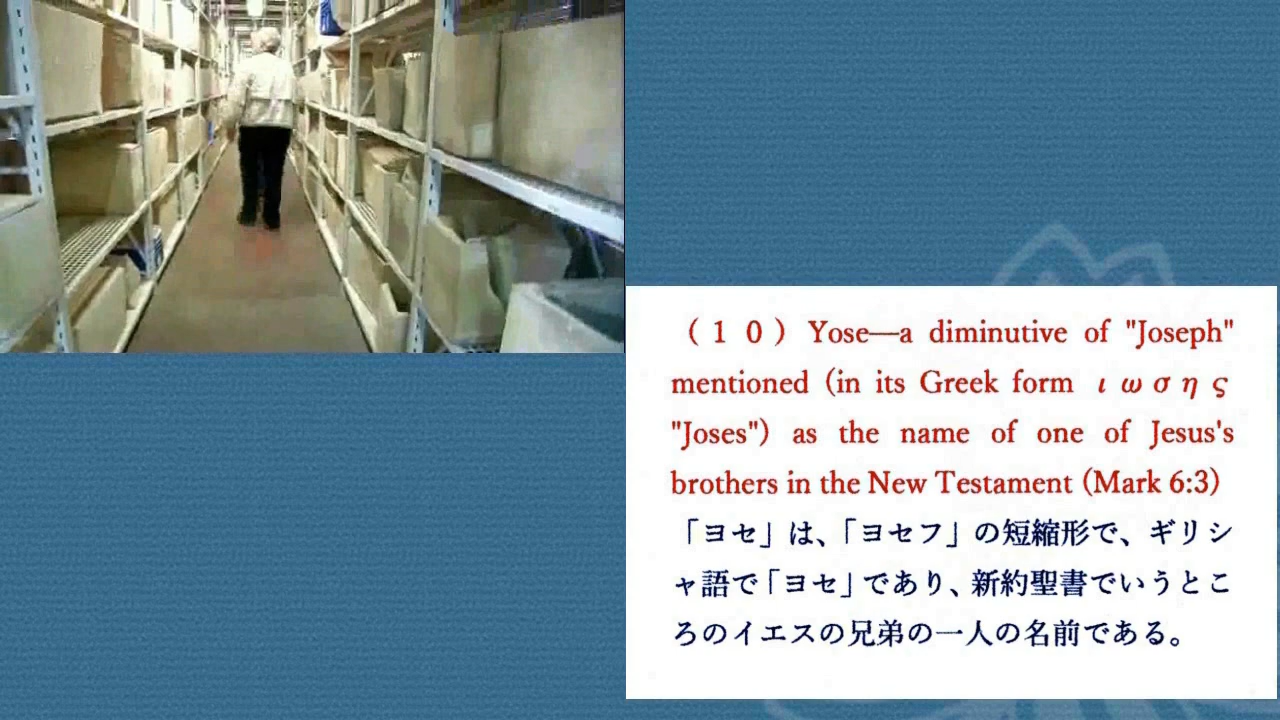 （１０）Yose—a diminutive of "Joseph"
mentioned (in its Greek form ιωσης
"Joses") as the name of one of Jesus's
brothers in the New Testament (Mark 6:3)
「ヨセ」は、「ヨセフ」の短縮形で、ギリシ
ャ語で「ヨセ」であり、新約聖書でいうとこ
ろのイエスの兄弟の一人の名前である。